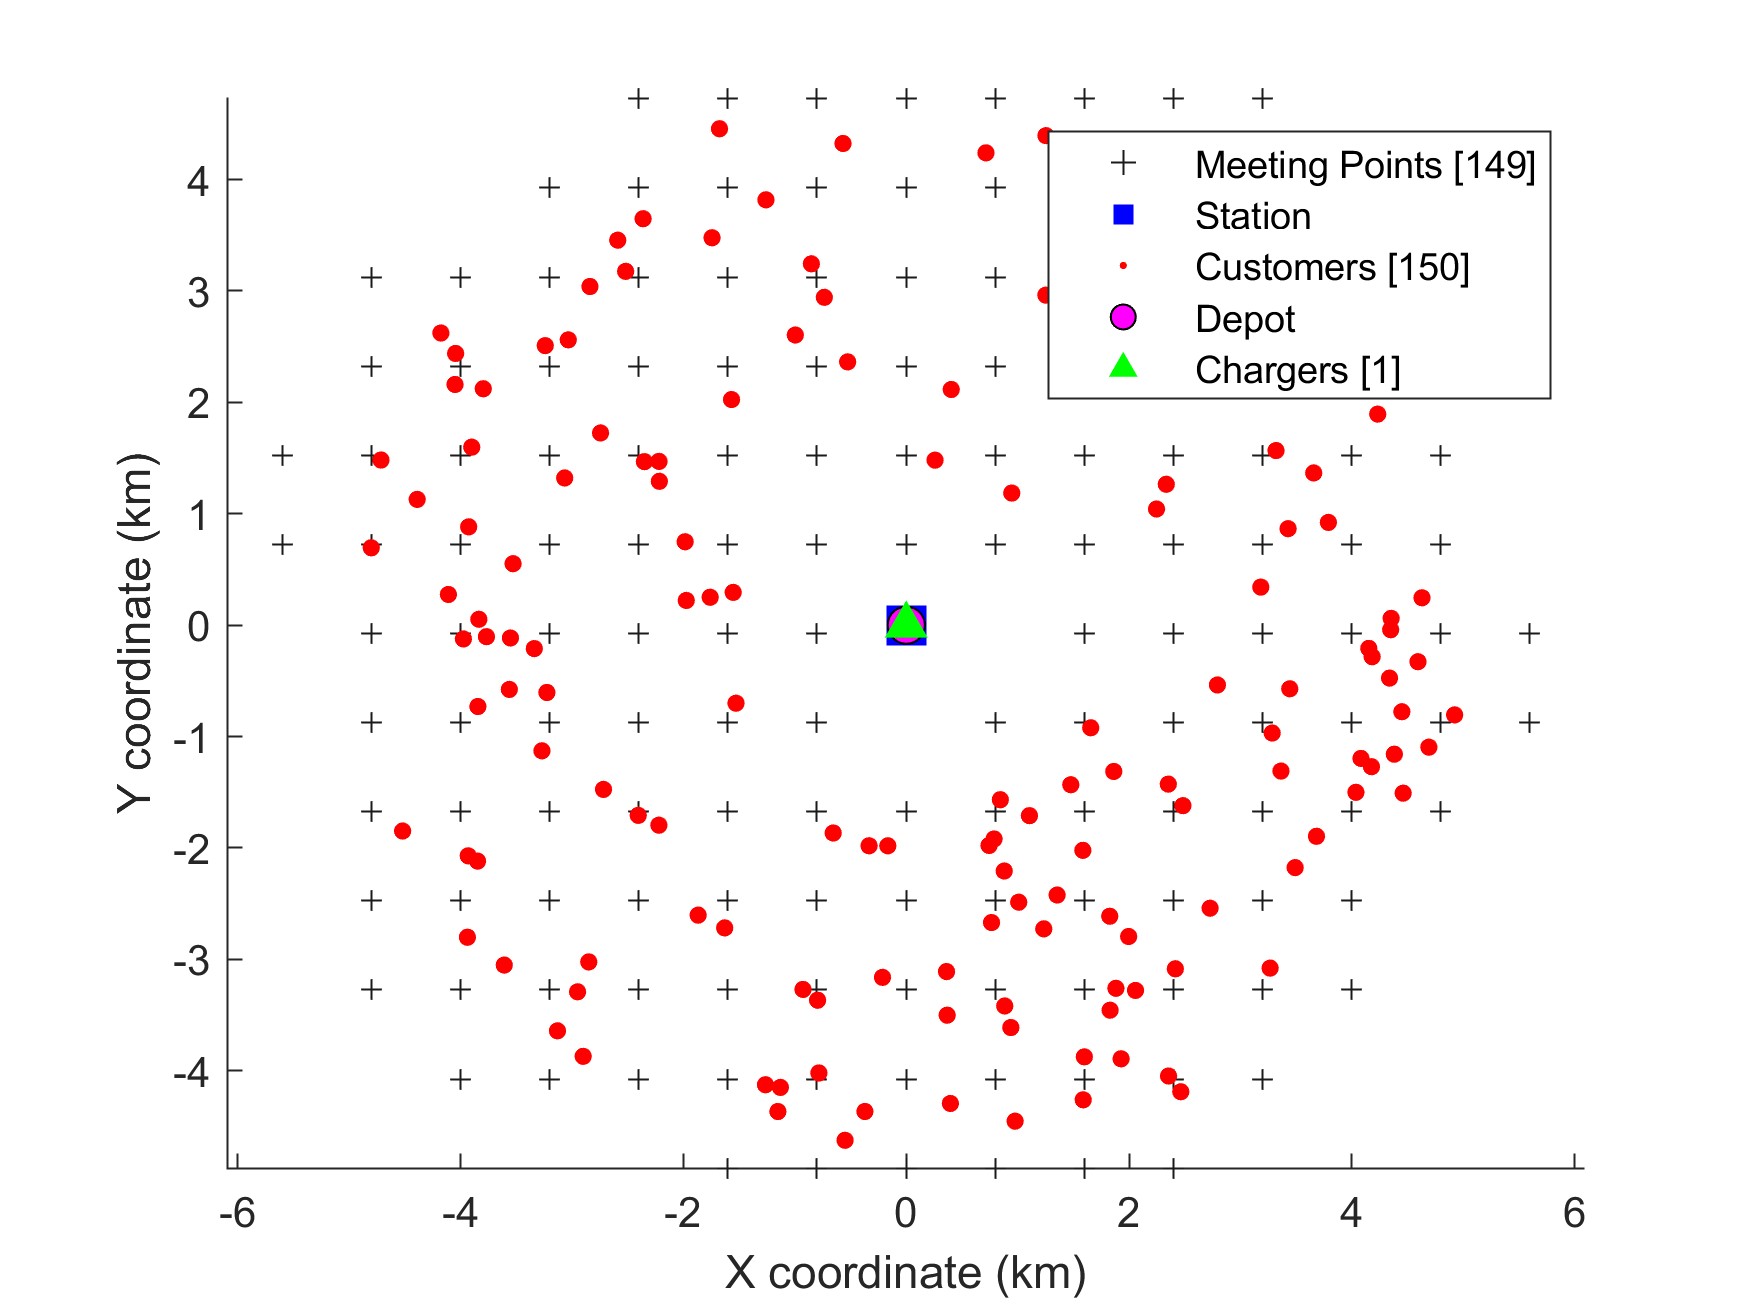 Meeting Points [149]
Station
Customers [150]
Depot
Chargers [1]
4
3
2
1
0
-1
-2
-3
-4
Y coordinate (km)
-6 -4 -2 0 2 4 6
X coordinate (km)